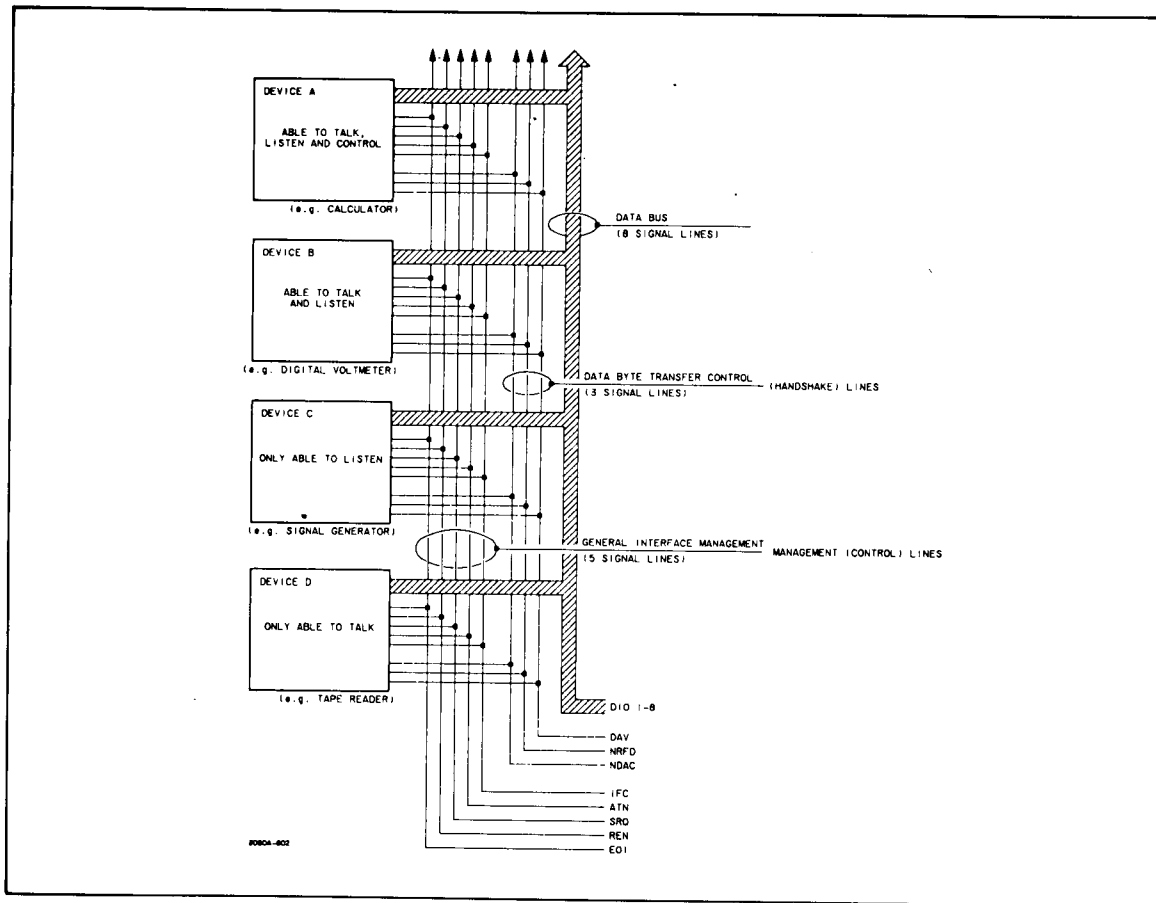 DEVICE A
ABLE TO TALK,
LISTEN AND CONTROL
(e.g. CALCULATOR)
DATA BUS
(8 SIGNAL LINES)
DEVICE B
ABLE TO TALK
AND LISTEN
(e.g. DIGITAL VOLTMETER)
DATA BYTE TRANSFER CONTROL
(HANDSHAKE) LINES
(3 SIGNAL LINES)
DEVICE C
ONLY ABLE TO LISTEN
(e.g. SIGNAL GENERATOR)
GENERAL INTERFACE MANAGEMENT
MANAGEMENT (CONTROL) LINES
(5 SIGNAL LINES)
DEVICE D
ONLY ABLE TO TALK
(e.g. TAPE READER)
DIO 1-8
DAV
NRFD
NDAC
IFC
ATN
SRQ
REN
EOI